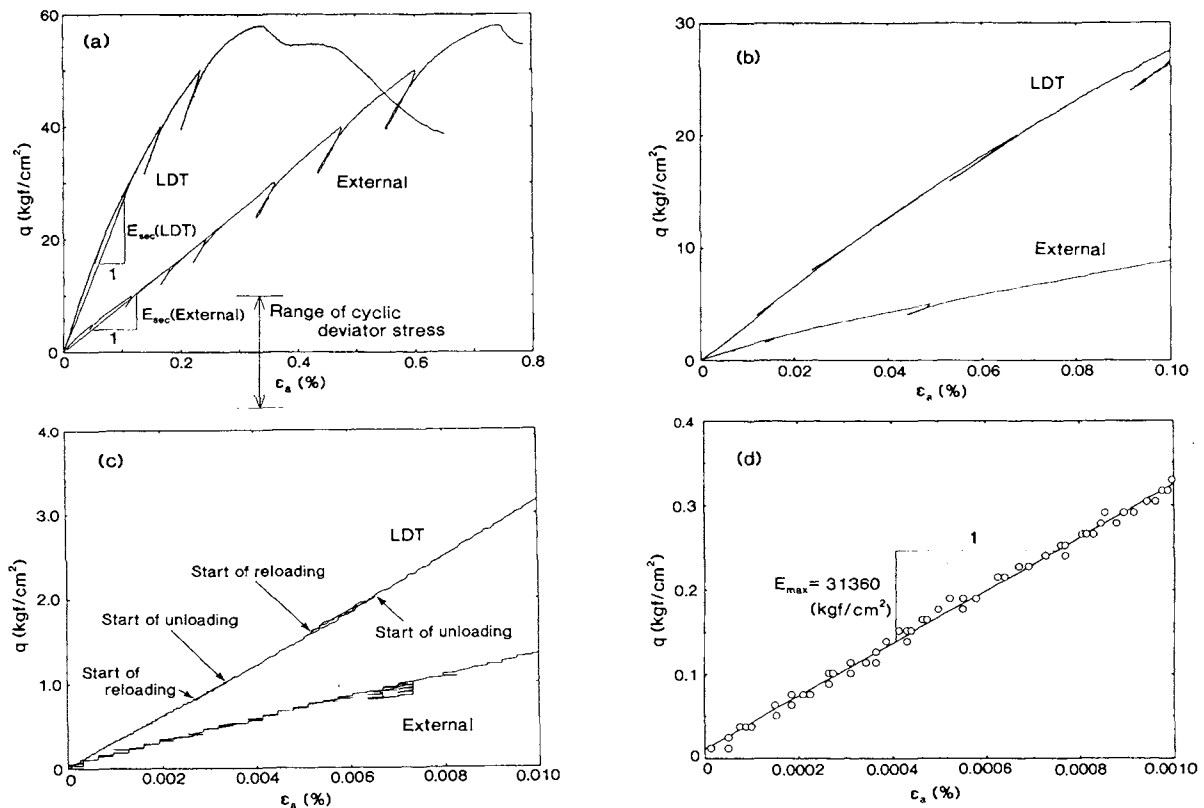 (a)
60
50
40
20
0
q (kgf/cm²)
LDT
External
E_sec(LDT)
1
E_sec(External)
1
Range of cyclic
deviator stress
0 0.2 0.4 0.6 0.8
ε_a (%)
(b)
30
20
10
0
q (kgf/cm²)
LDT
External
0 0.02 0.04 0.06 0.08 0.10
ε_a (%)
(c)
4.0
3.0
2.0
1.0
0
q (kgf/cm²)
LDT
Start of reloading
Start of unloading
Start of unloading
Start of
reloading
External
0 0.002 0.004 0.006 0.008 0.010
ε_a (%)
(d)
0.4
0.3
0.2
0.1
0
q (kgf/cm²)
1
E_max = 31360
(kgf/cm²)
0 0.0002 0.0004 0.0006 0.0008 0.0010
ε_a (%)